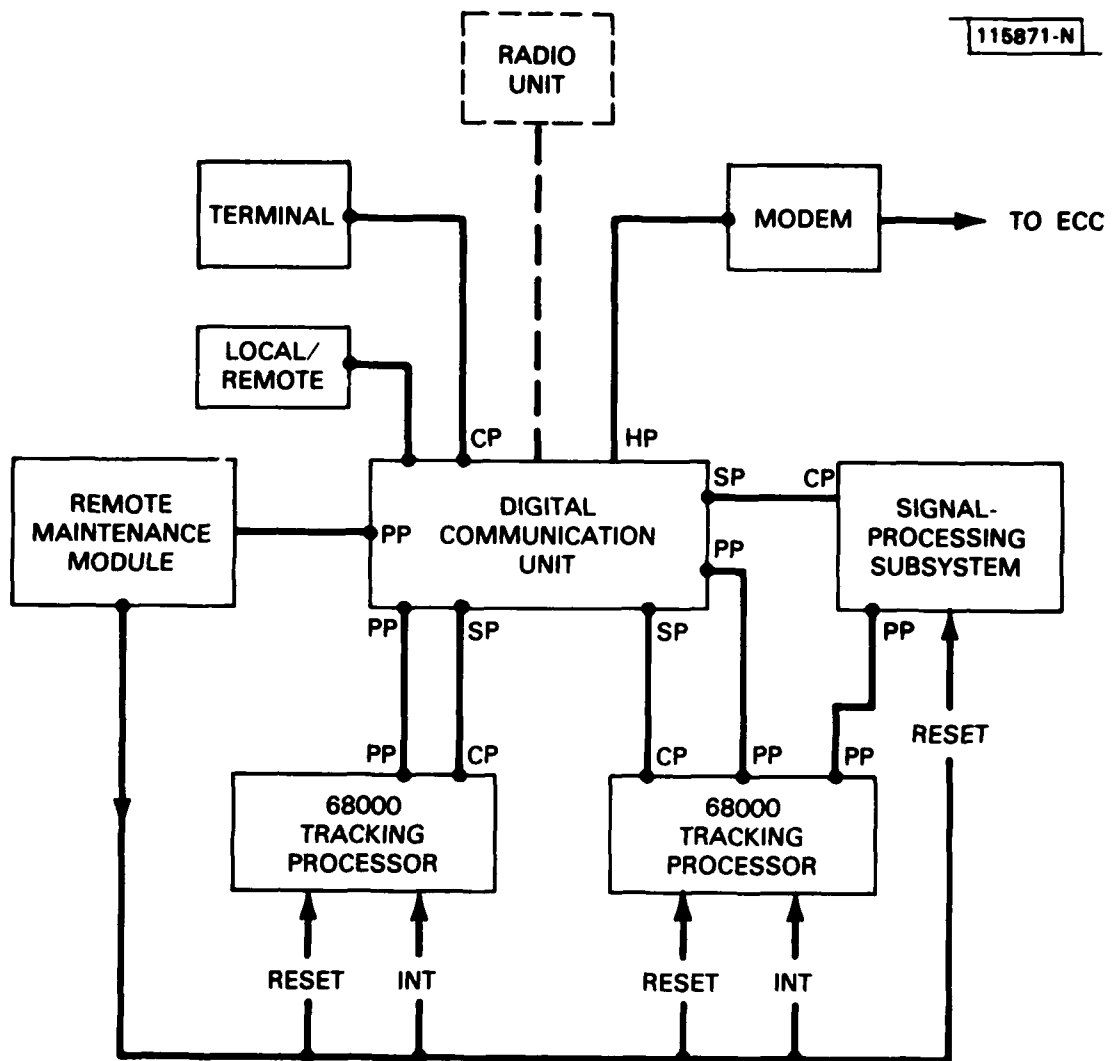 115871-N
RADIO
UNIT
TERMINAL
MODEM
TO ECC
LOCAL/
REMOTE
CP
HP
REMOTE
MAINTENANCE
MODULE
PP
DIGITAL
COMMUNICATION
UNIT
SP
CP
PP
SIGNAL-
PROCESSING
SUBSYSTEM
PP
SP
SP
PP
RESET
PP
CP
CP
PP
PP
68000
TRACKING
PROCESSOR
68000
TRACKING
PROCESSOR
RESET
INT
RESET
INT